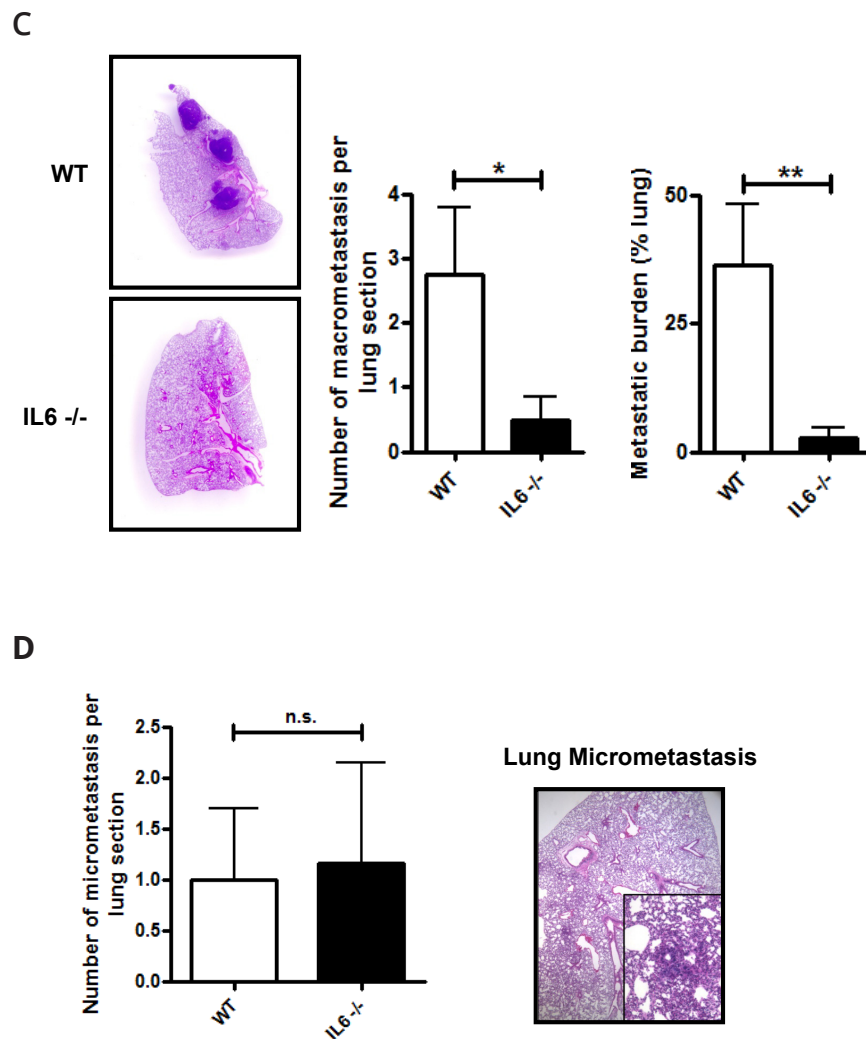 C
WT
IL6 -/-
Number of macrometastasis per
lung section
4
3
2
1
0
*
WT
IL6 -/-
Metastatic burden (% lung)
50
25
0
**
WT
IL6 -/-
D
Number of micrometastasis per
lung section
2.5
2.0
1.5
1.0
0.5
0.0
n.s.
WT
IL6 -/-
Lung Micrometastasis